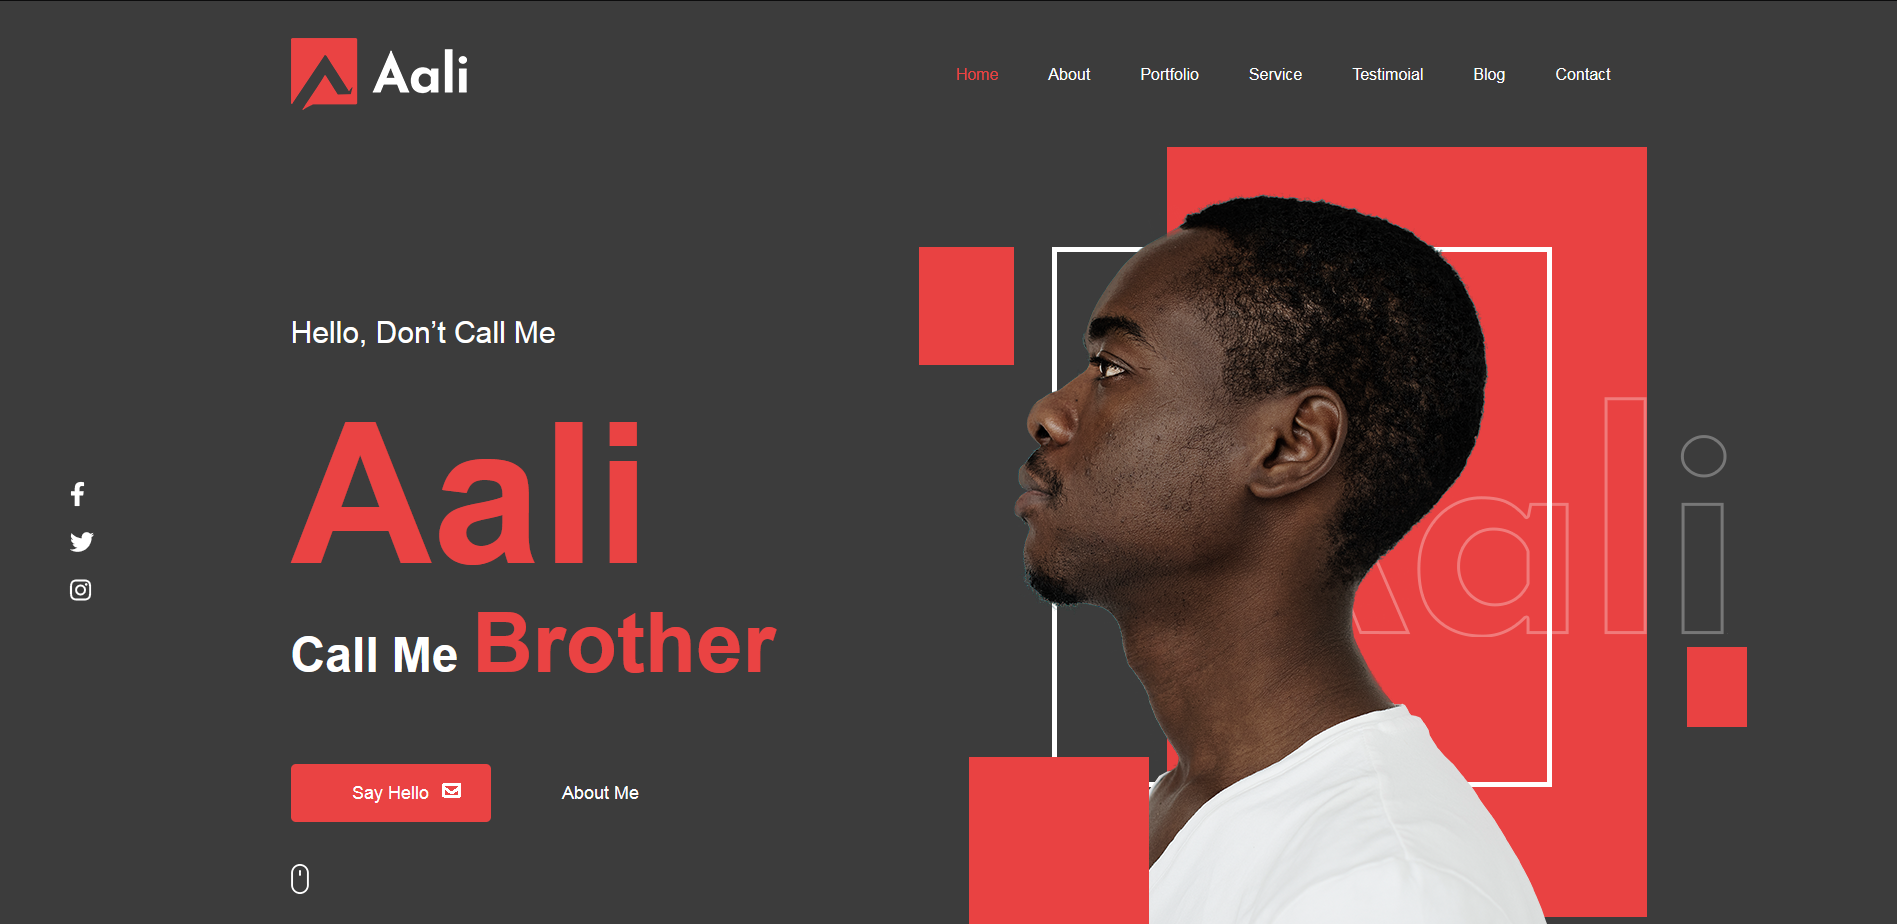 Aali
Home About Portfolio Service Testimoial Blog Contact
Hello, Don’t Call Me
Aali
Call Me Brother
Say Hello
About Me
Aali